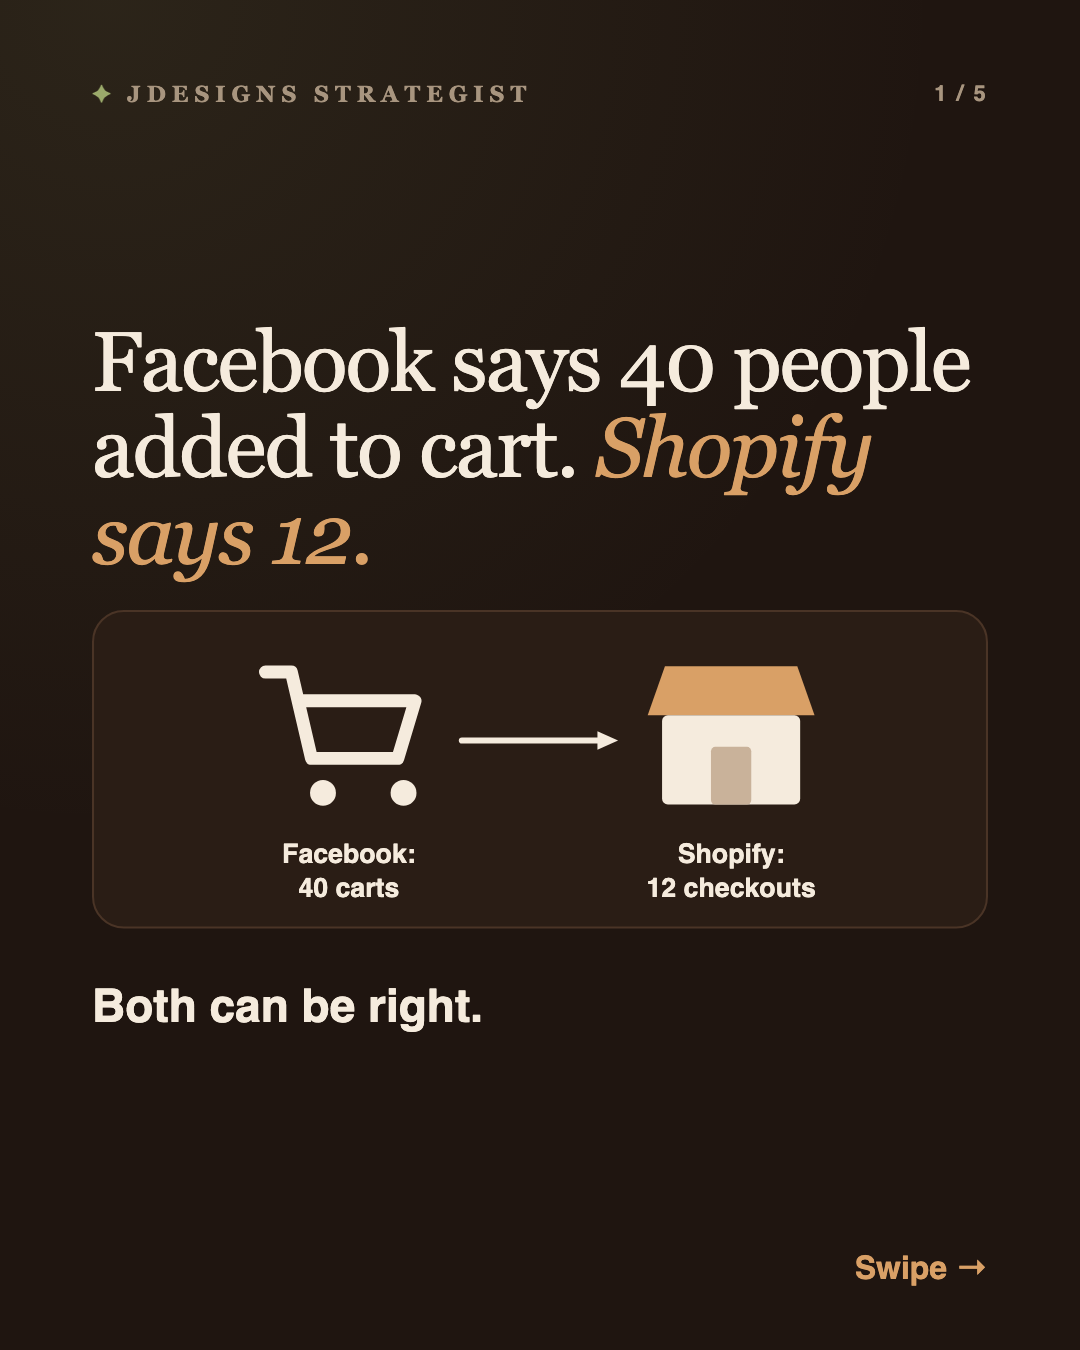 JDESIGNS STRATEGIST
1 / 5
Facebook says 40 people
added to cart. Shopify
says 12.
Facebook:
40 carts
Shopify:
12 checkouts
Both can be right.
Swipe →